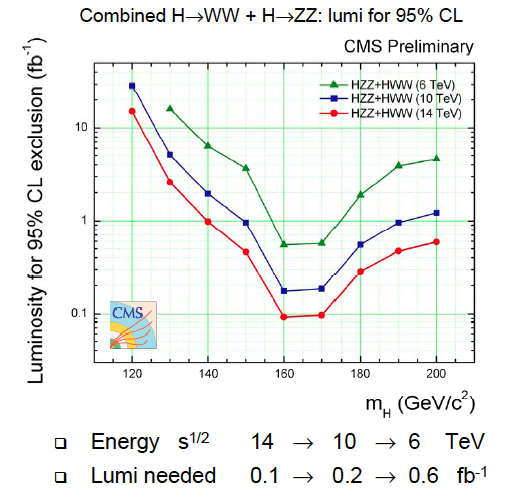 Combined H→WW + H→ZZ: lumi for 95% CL
CMS Preliminary
Luminosity for 95% CL exclusion (fb⁻¹)
HZZ+HWW (6 TeV)
HZZ+HWW (10 TeV)
HZZ+HWW (14 TeV)
10
1
0.1
CMS
120 140 160 180 200
m_H (GeV/c²)
❑ Energy s^1/2 14 → 10 → 6 TeV
❑ Lumi needed 0.1 → 0.2 → 0.6 fb⁻¹